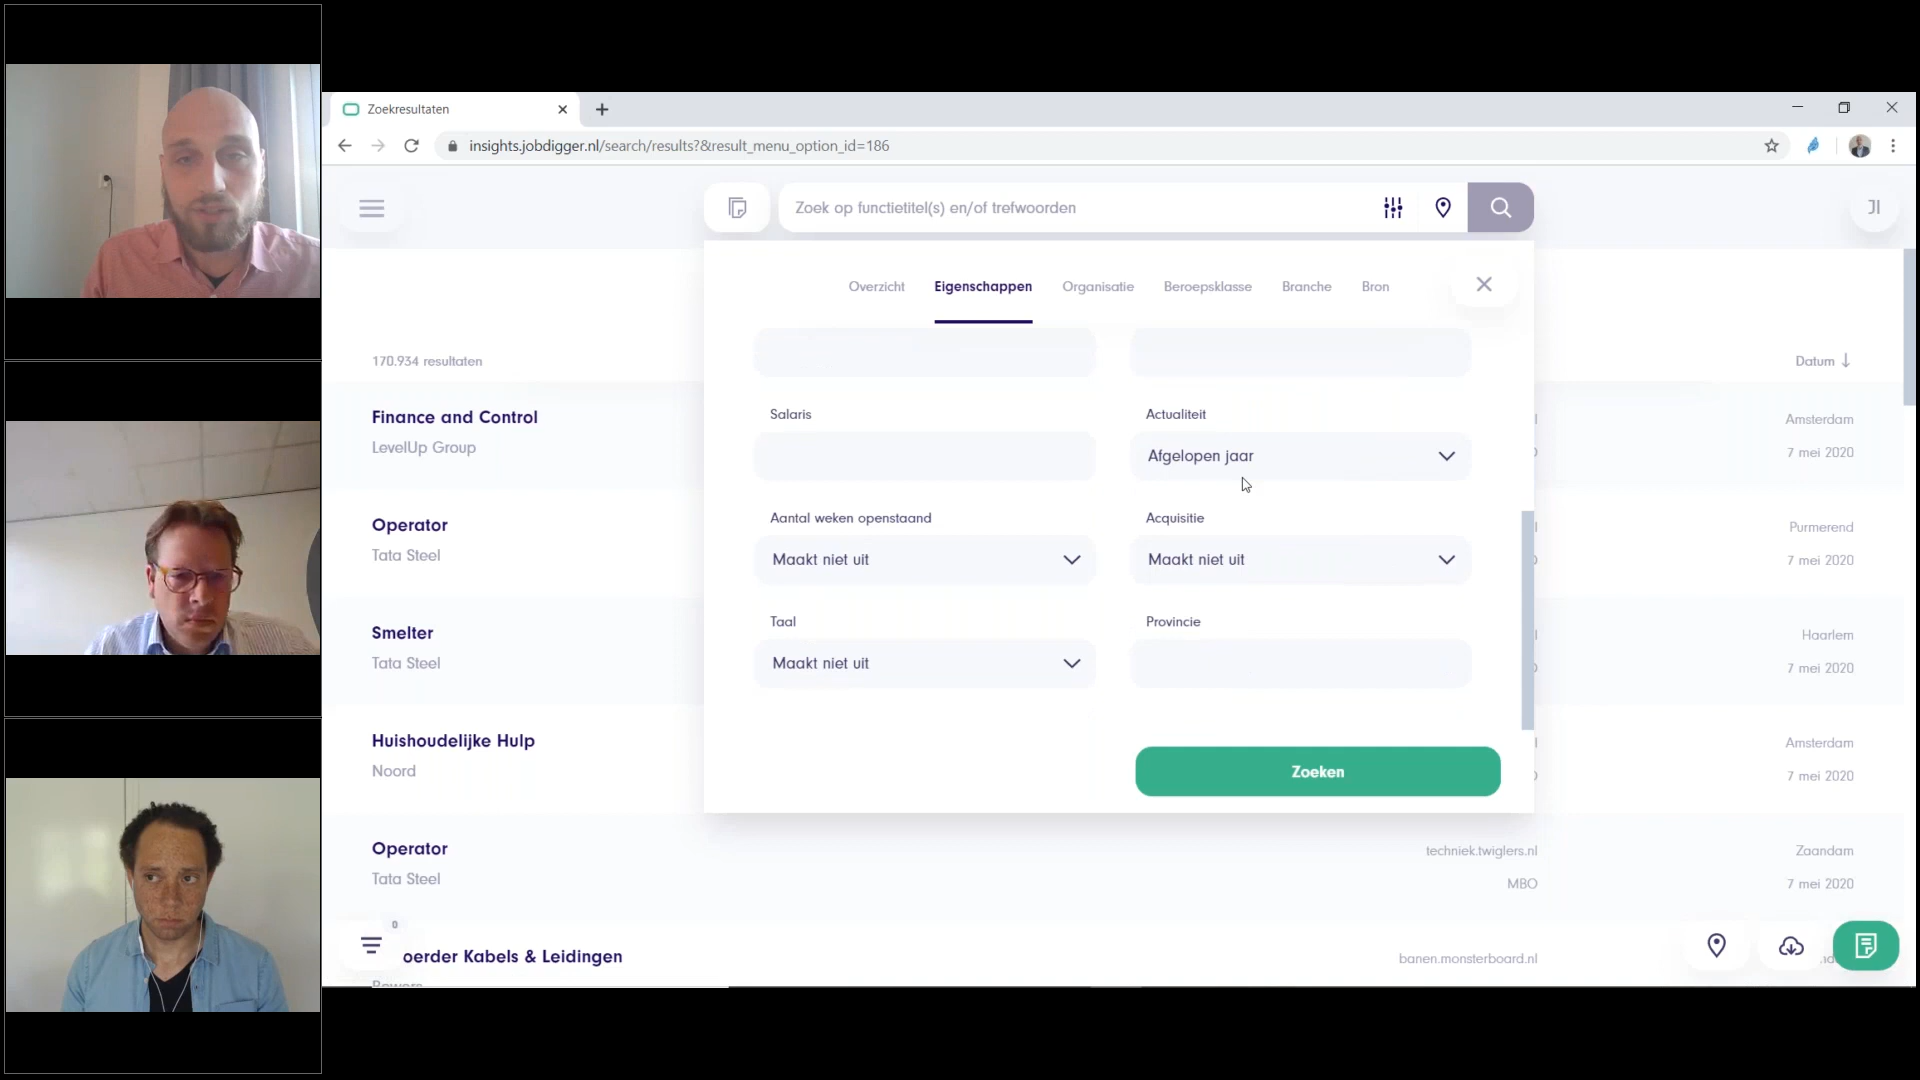 Zoekresultaten
insights.jobdigger.nl/search/results?&result_menu_option_id=186
Zoek op functietitel(s) en/of trefwoorden
JI
Overzicht Eigenschappen Organisatie Beroepsklasse Branche Bron
170.934 resultaten
Datum
Salaris
Actualiteit
Afgelopen jaar
Aantal weken openstaand
Acquisitie
Maakt niet uit
Maakt niet uit
Taal
Provincie
Maakt niet uit
Zoeken
Finance and Control
LevelUp Group
Amsterdam
7 mei 2020
Operator
Tata Steel
Purmerend
7 mei 2020
Smelter
Tata Steel
Haarlem
7 mei 2020
Huishoudelijke Hulp
Noord
Amsterdam
7 mei 2020
Operator
Tata Steel
techniek.twiglers.nl
MBO
Zaandam
7 mei 2020
0
oerder Kabels & Leidingen
banen.monsterboard.nl